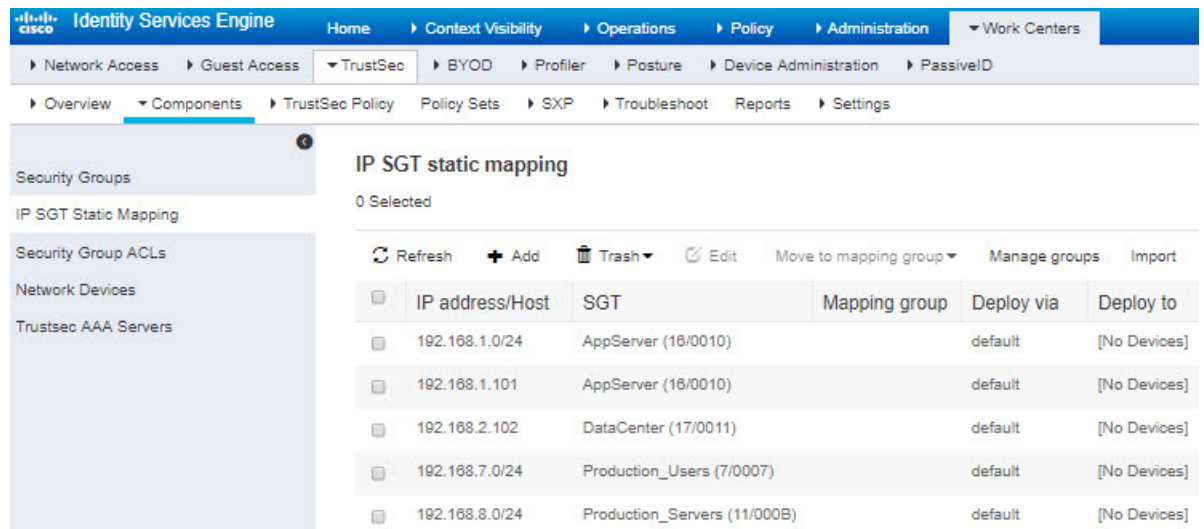 cisco Identity Services Engine Home Context Visibility Operations Policy Administration Work Centers
Network Access Guest Access TrustSec BYOD Profiler Posture Device Administration PassiveID
Overview Components TrustSec Policy Policy Sets SXP Troubleshoot Reports Settings
Security Groups
IP SGT Static Mapping
Security Group ACLs
Network Devices
Trustsec AAA Servers
IP SGT static mapping
0 Selected
Refresh Add Trash Edit Move to mapping group Manage groups Import
IP address/Host SGT Mapping group Deploy via Deploy to
192.168.1.0/24 AppServer (16/0010) default [No Devices]
192.168.1.101 AppServer (16/0010) default [No Devices]
192.168.2.102 DataCenter (17/0011) default [No Devices]
192.168.7.0/24 Production_Users (7/0007) default [No Devices]
192.168.8.0/24 Production_Servers (11/000B) default [No Devices]